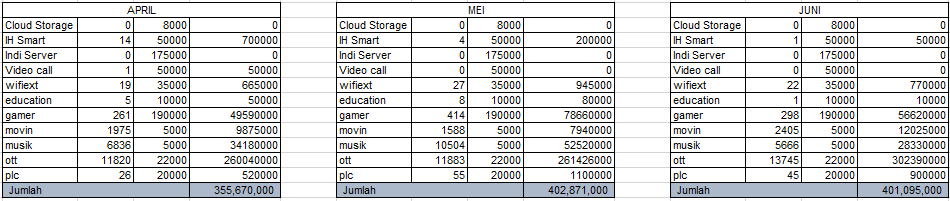 APRIL
Cloud Storage 0 8000 0
IH Smart 14 50000 700000
Indi Server 0 175000 0
Video call 1 50000 50000
wifiext 19 35000 665000
education 5 10000 50000
gamer 261 190000 49590000
movin 1975 5000 9875000
musik 6836 5000 34180000
ott 11820 22000 260040000
plc 26 20000 520000
Jumlah 355,670,000
MEI
Cloud Storage 0 8000 0
IH Smart 4 50000 200000
Indi Server 0 175000 0
Video call 0 50000 0
wifiext 27 35000 945000
education 8 10000 80000
gamer 414 190000 78660000
movin 1588 5000 7940000
musik 10504 5000 52520000
ott 11883 22000 261426000
plc 55 20000 1100000
Jumlah 402,871,000
JUNI
Cloud Storage 0 8000 0
IH Smart 1 50000 50000
Indi Server 0 175000 0
Video call 0 50000 0
wifiext 22 35000 770000
education 1 10000 10000
gamer 298 190000 56620000
movin 2405 5000 12025000
musik 5666 5000 28330000
ott 13745 22000 302390000
plc 45 20000 900000
Jumlah 401,095,000